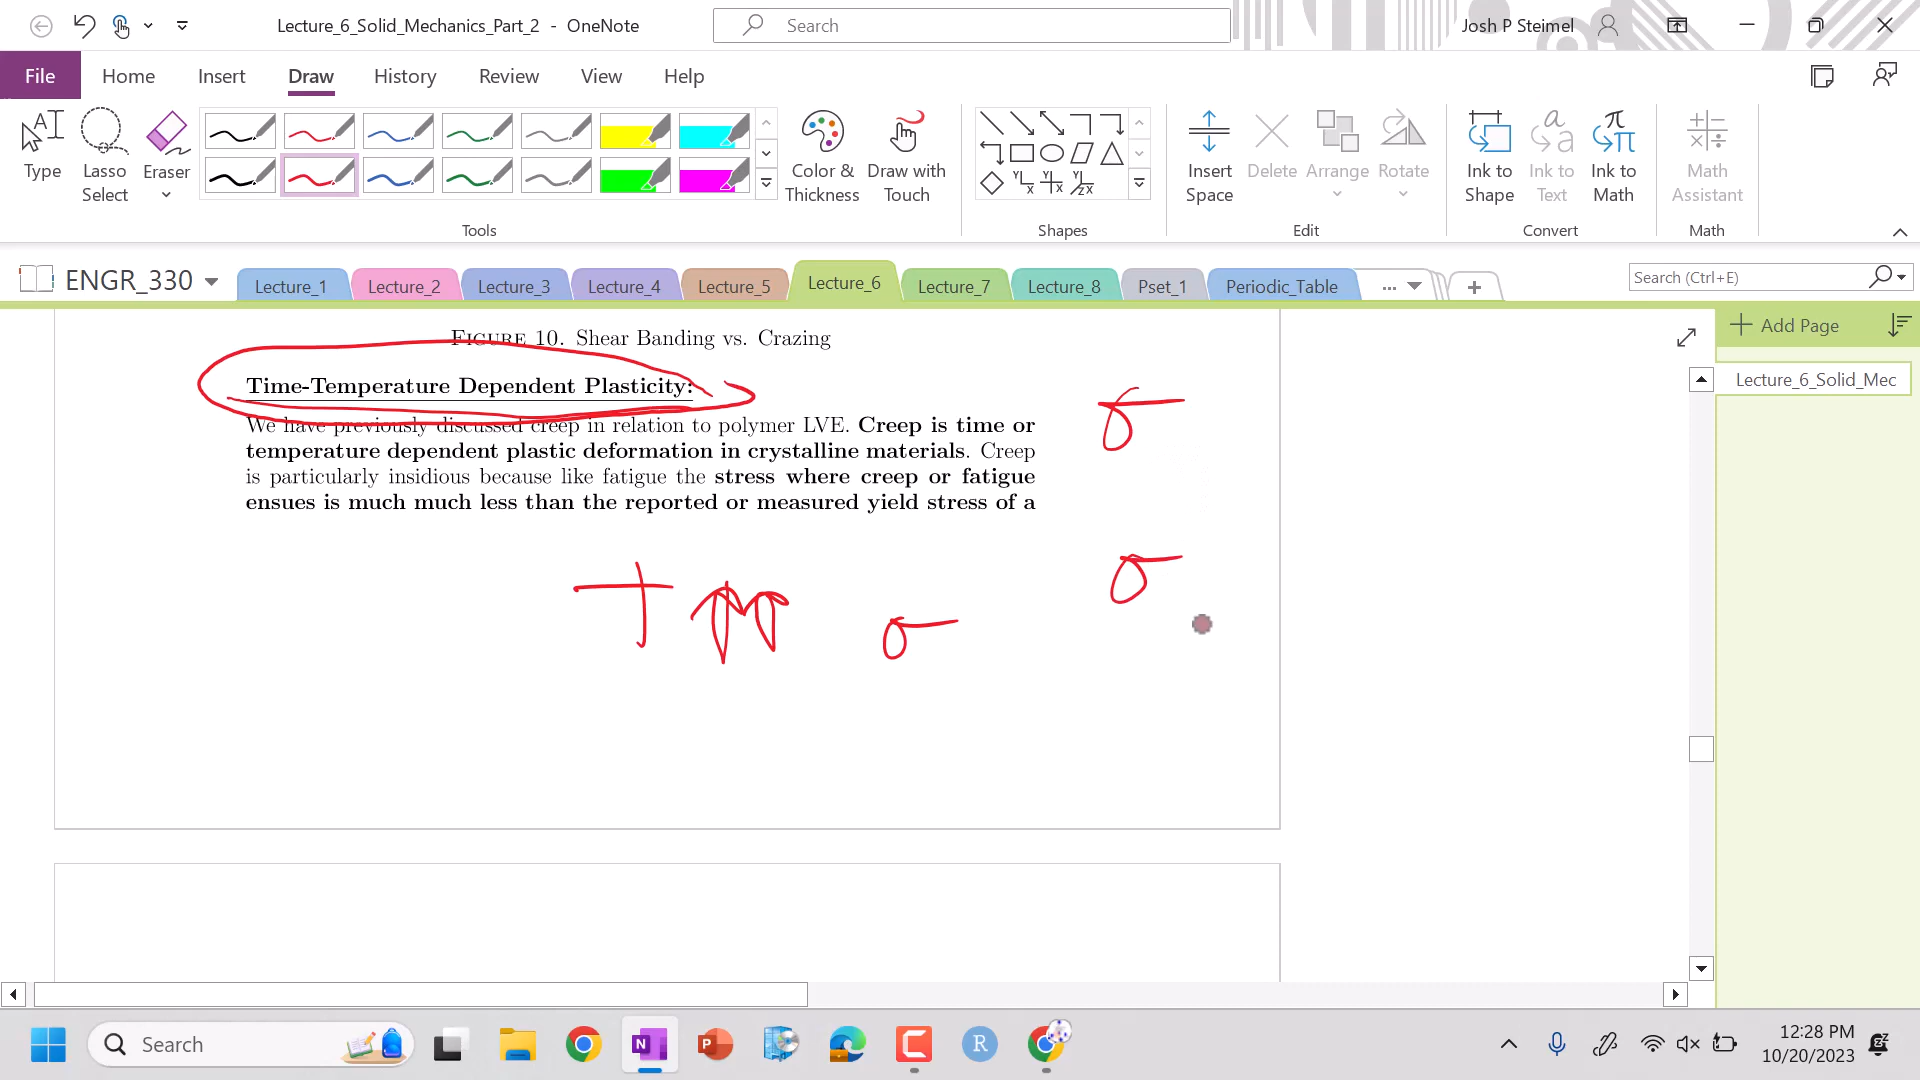 Lecture_6_Solid_Mechanics_Part_2 - OneNote
Search
Josh P Steimel
File
Home
Insert
Draw
History
Review
View
Help
Type
Lasso
Select
Eraser
Color &
Thickness
Draw with
Touch
Insert
Space
Delete
Arrange
Rotate
Ink to
Shape
Ink to
Text
Ink to
Math
Math
Assistant
Tools
Shapes
Edit
Convert
Math
ENGR_330
Lecture_1
Lecture_2
Lecture_3
Lecture_4
Lecture_5
Lecture_6
Lecture_7
Lecture_8
Pset_1
Periodic_Table
...
Search (Ctrl+E)
Add Page
Lecture_6_Solid_Mec
FIGURE 10. Shear Banding vs. Crazing
Time-Temperature Dependent Plasticity:
We have previously discussed creep in relation to polymer LVE. Creep is time or
temperature dependent plastic deformation in crystalline materials. Creep
is particularly insidious because like fatigue the stress where creep or fatigue
ensues is much much less than the reported or measured yield stress of a
σ
σ
T ↑↑
σ
Search
12:28 PM
10/20/2023